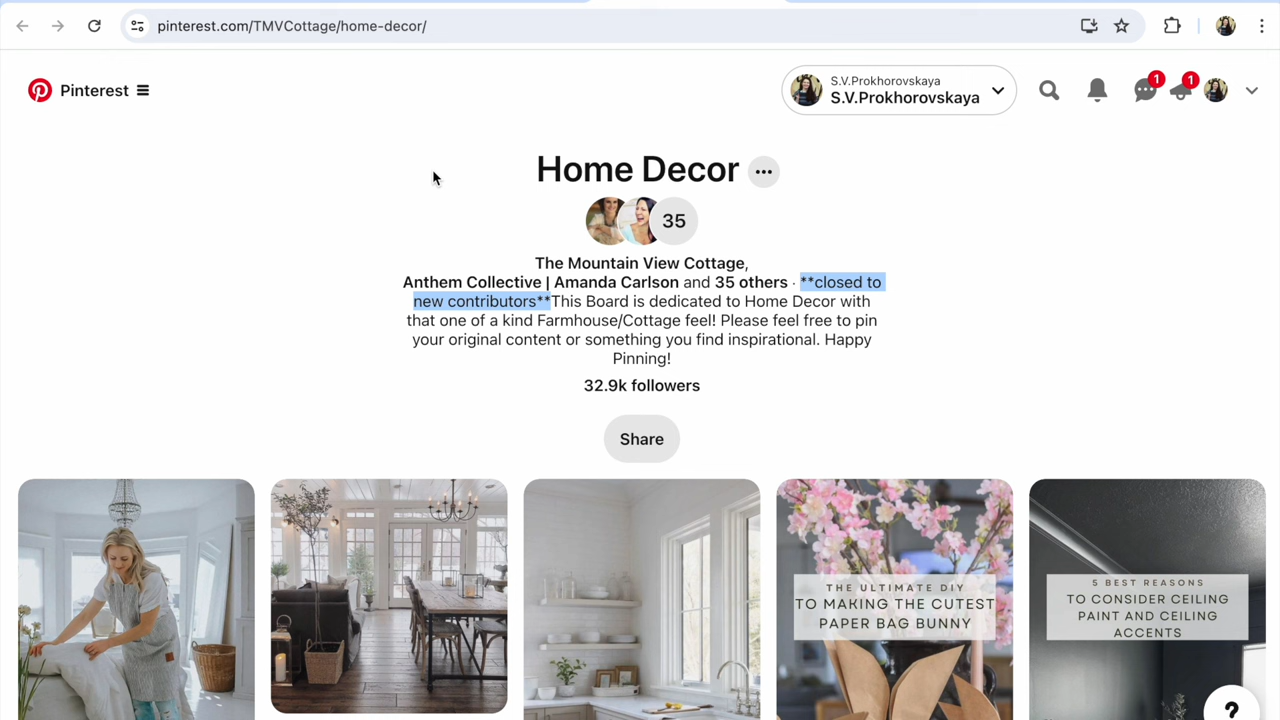 pinterest.com/TMVCottage/home-decor/
Pinterest
S.V.Prokhorovskaya
S.V.Prokhorovskaya
1
1
Home Decor
35
The Mountain View Cottage,
Anthem Collective | Amanda Carlson and 35 others · **closed to
new contributors**This Board is dedicated to Home Decor with
that one of a kind Farmhouse/Cottage feel! Please feel free to pin
your original content or something you find inspirational. Happy
Pinning!
32.9k followers
Share
THE ULTIMATE DIY
TO MAKING THE CUTEST
PAPER BAG BUNNY
5 BEST REASONS
TO CONSIDER CEILING
PAINT AND CEILING
ACCENTS
?